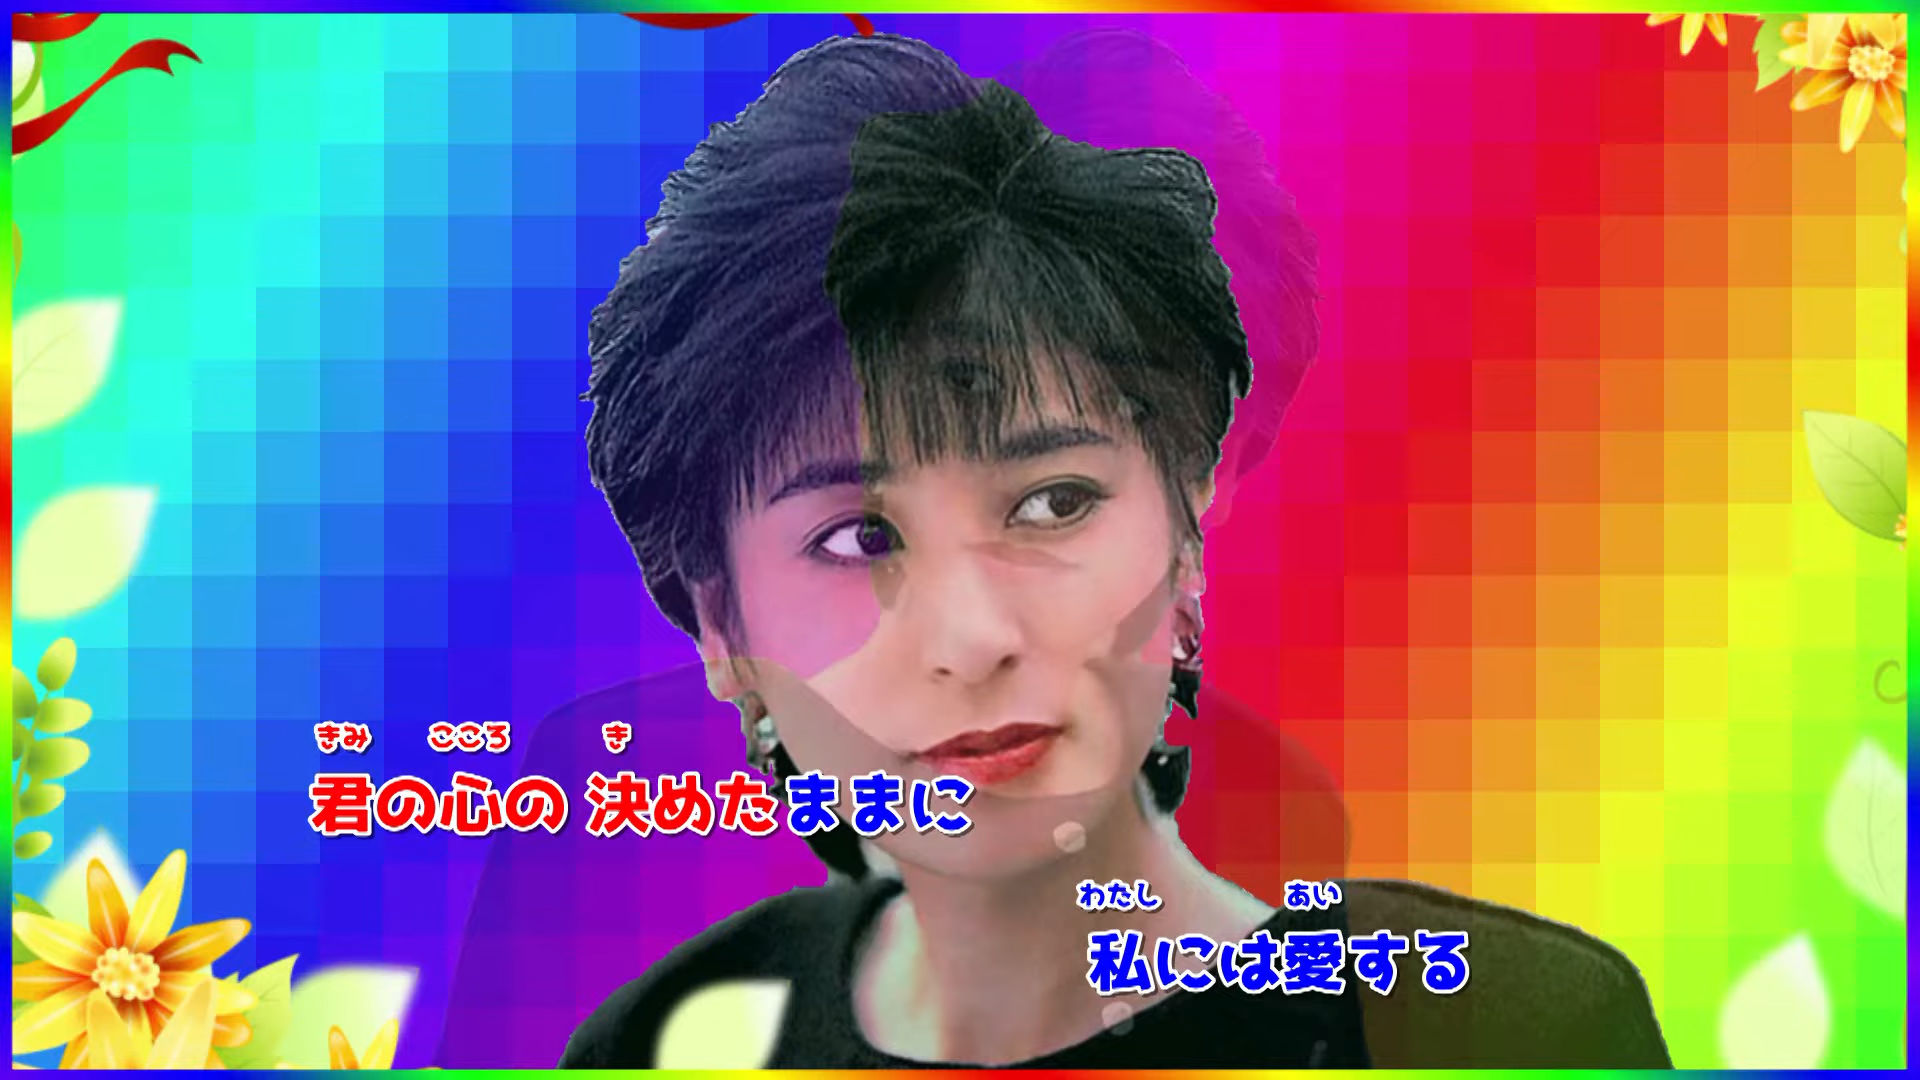 きみ こころ き
君の心の 決めたままに
わたし あい
私には愛する